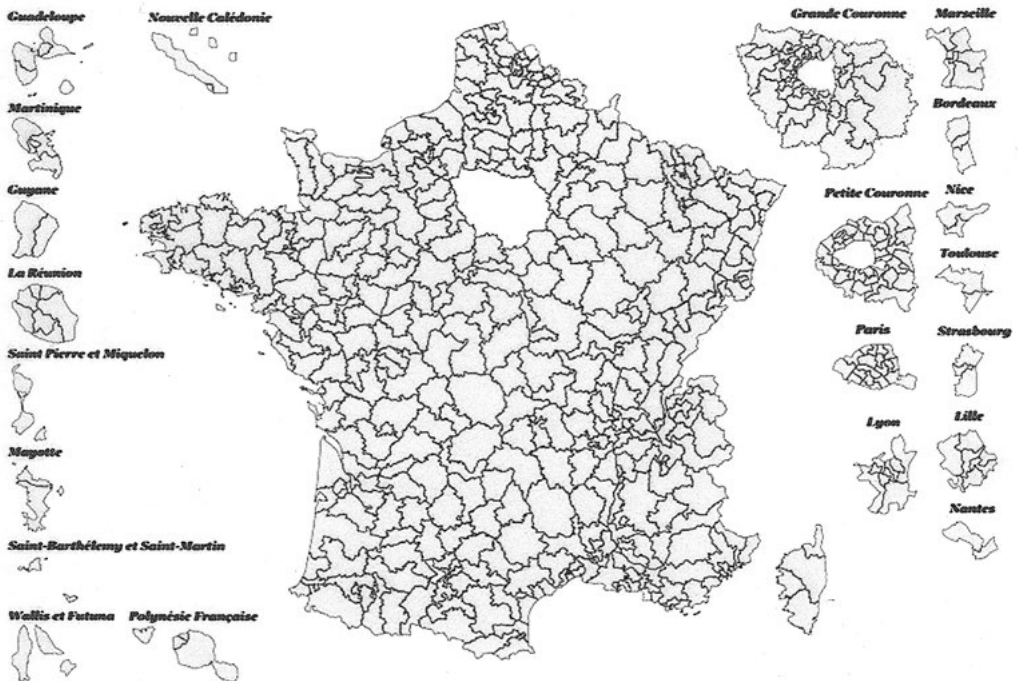 Guadeloupe
Nouvelle Calédonie
Grande Couronne
Marseille
Martinique
Bordeaux
Guyane
Petite Couronne
Nice
Toulouse
La Réunion
Paris
Strasbourg
Saint Pierre et Miquelon
Lyon
Lille
Mayotte
Nantes
Saint-Barthélemy et Saint-Martin
Wallis et Futuna
Polynésie Française